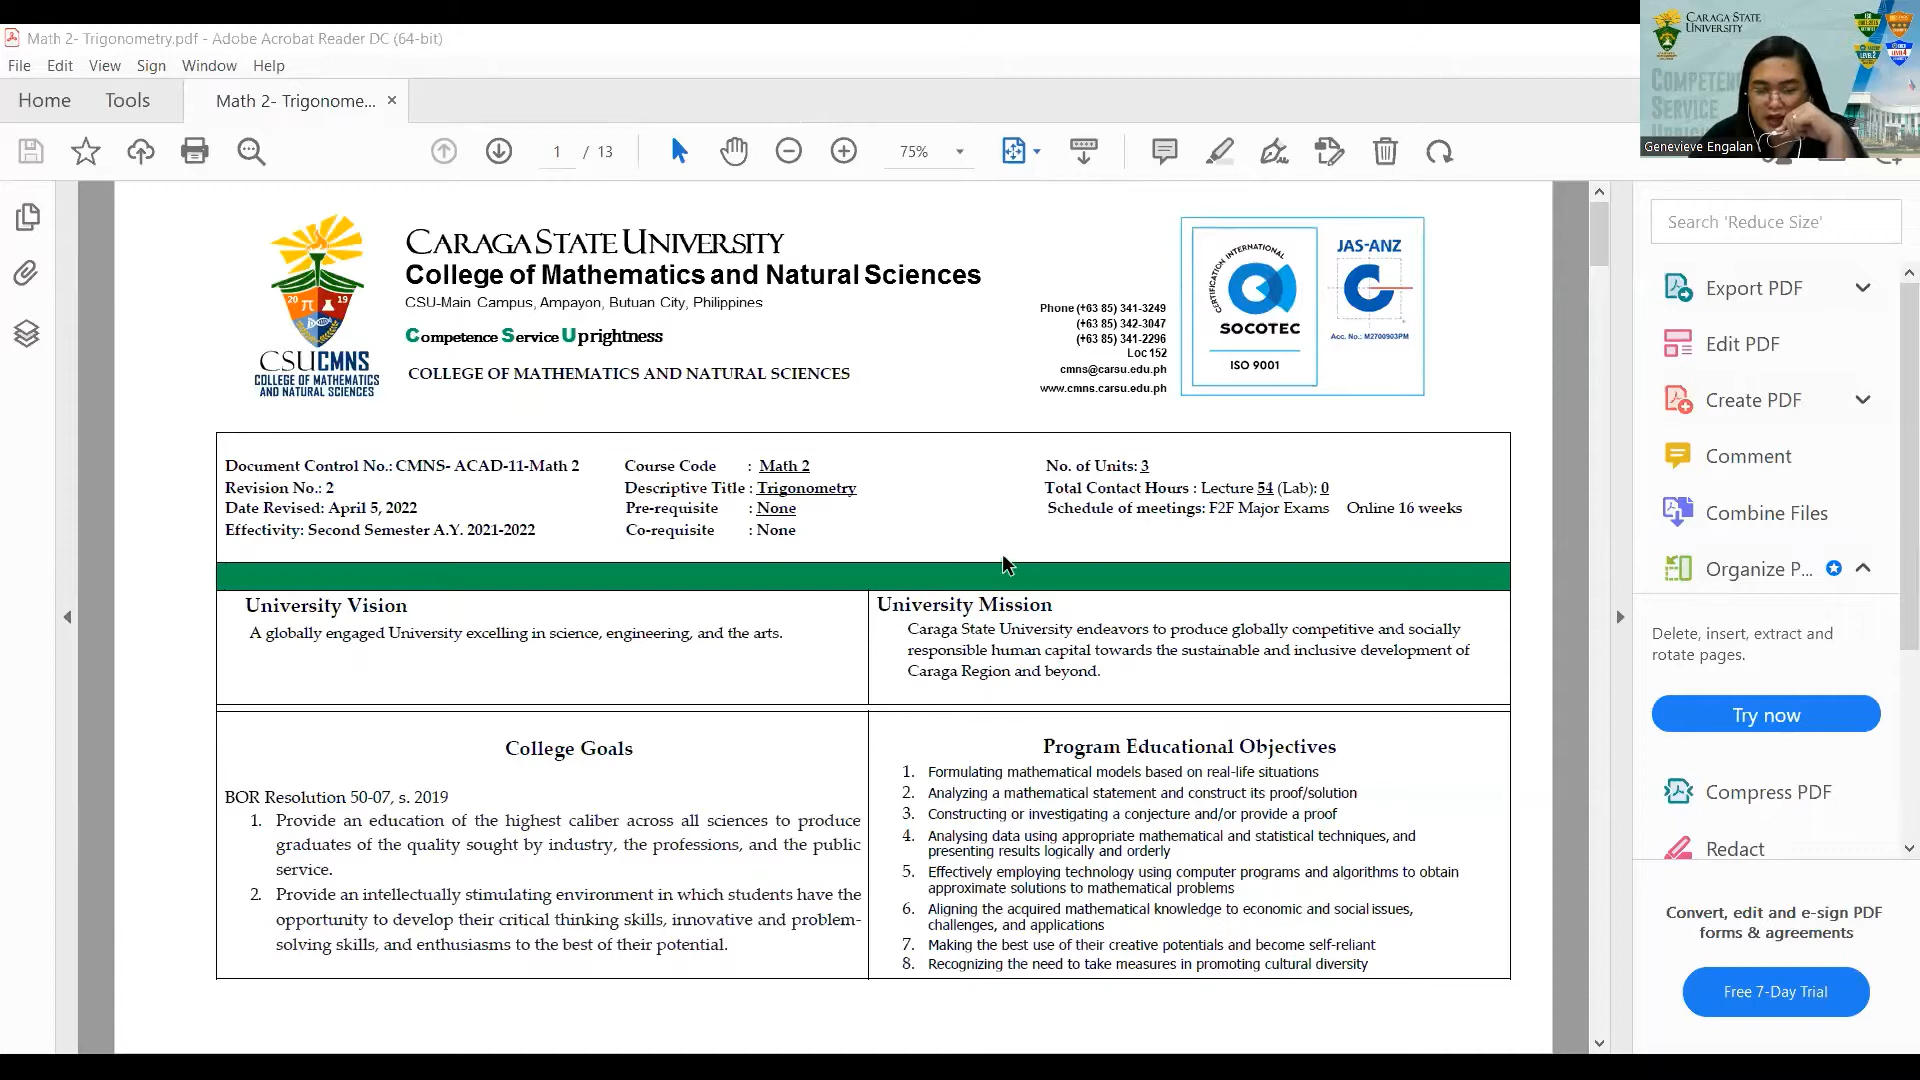 Math 2- Trigonometry.pdf - Adobe Acrobat Reader DC (64-bit)
File Edit View Sign Window Help
Home Tools Math 2- Trigonome... ×
1 / 13 75%
CARAGA STATE UNIVERSITY
Genevieve Engalan
CARAGA STATE UNIVERSITY
College of Mathematics and Natural Sciences
CSU-Main Campus, Ampayon, Butuan City, Philippines
Competence Service Uprightness
COLLEGE OF MATHEMATICS AND NATURAL SCIENCES
20 19
CSUCMNS
COLLEGE OF MATHEMATICS
AND NATURAL SCIENCES
Phone (+63 85) 341-3249
(+63 85) 342-3047
(+63 85) 341-2296
Loc 152
cmns@carsu.edu.ph
www.cmns.carsu.edu.ph
CERTIFICATION INTERNATIONAL
SOCOTEC
ISO 9001
JAS-ANZ
Acc. No.: M2700903PM
Document Control No.: CMNS- ACAD-11-Math 2
Revision No.: 2
Date Revised: April 5, 2022
Effectivity: Second Semester A.Y. 2021-2022
Course Code : Math 2
Descriptive Title : Trigonometry
Pre-requisite : None
Co-requisite : None
No. of Units: 3
Total Contact Hours : Lecture 54 (Lab): 0
Schedule of meetings: F2F Major Exams Online 16 weeks
University Vision
A globally engaged University excelling in science, engineering, and the arts.
University Mission
Caraga State University endeavors to produce globally competitive and socially
responsible human capital towards the sustainable and inclusive development of
Caraga Region and beyond.
College Goals
BOR Resolution 50-07, s. 2019
1. Provide an education of the highest caliber across all sciences to produce
graduates of the quality sought by industry, the professions, and the public
service.
2. Provide an intellectually stimulating environment in which students have the
opportunity to develop their critical thinking skills, innovative and problem-
solving skills, and enthusiasms to the best of their potential.
Program Educational Objectives
1. Formulating mathematical models based on real-life situations
2. Analyzing a mathematical statement and construct its proof/solution
3. Constructing or investigating a conjecture and/or provide a proof
4. Analysing data using appropriate mathematical and statistical techniques, and
presenting results logically and orderly
5. Effectively employing technology using computer programs and algorithms to obtain
approximate solutions to mathematical problems
6. Aligning the acquired mathematical knowledge to economic and social issues,
challenges, and applications
7. Making the best use of their creative potentials and become self-reliant
8. Recognizing the need to take measures in promoting cultural diversity
Search 'Reduce Size'
Export PDF
Edit PDF
Create PDF
Comment
Combine Files
Organize P...
Delete, insert, extract and
rotate pages.
Try now
Compress PDF
Redact
Convert, edit and e-sign PDF
forms & agreements
Free 7-Day Trial